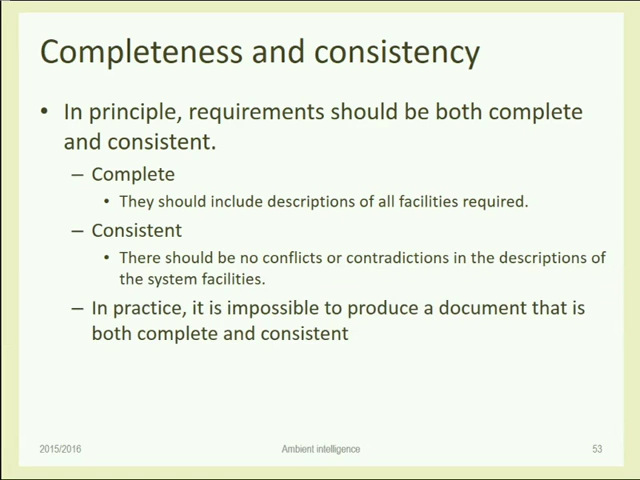 Completeness and consistency
• In principle, requirements should be both complete
and consistent.
– Complete
• They should include descriptions of all facilities required.
– Consistent
• There should be no conflicts or contradictions in the descriptions of
the system facilities.
– In practice, it is impossible to produce a document that is
both complete and consistent
2015/2016
Ambient intelligence
53